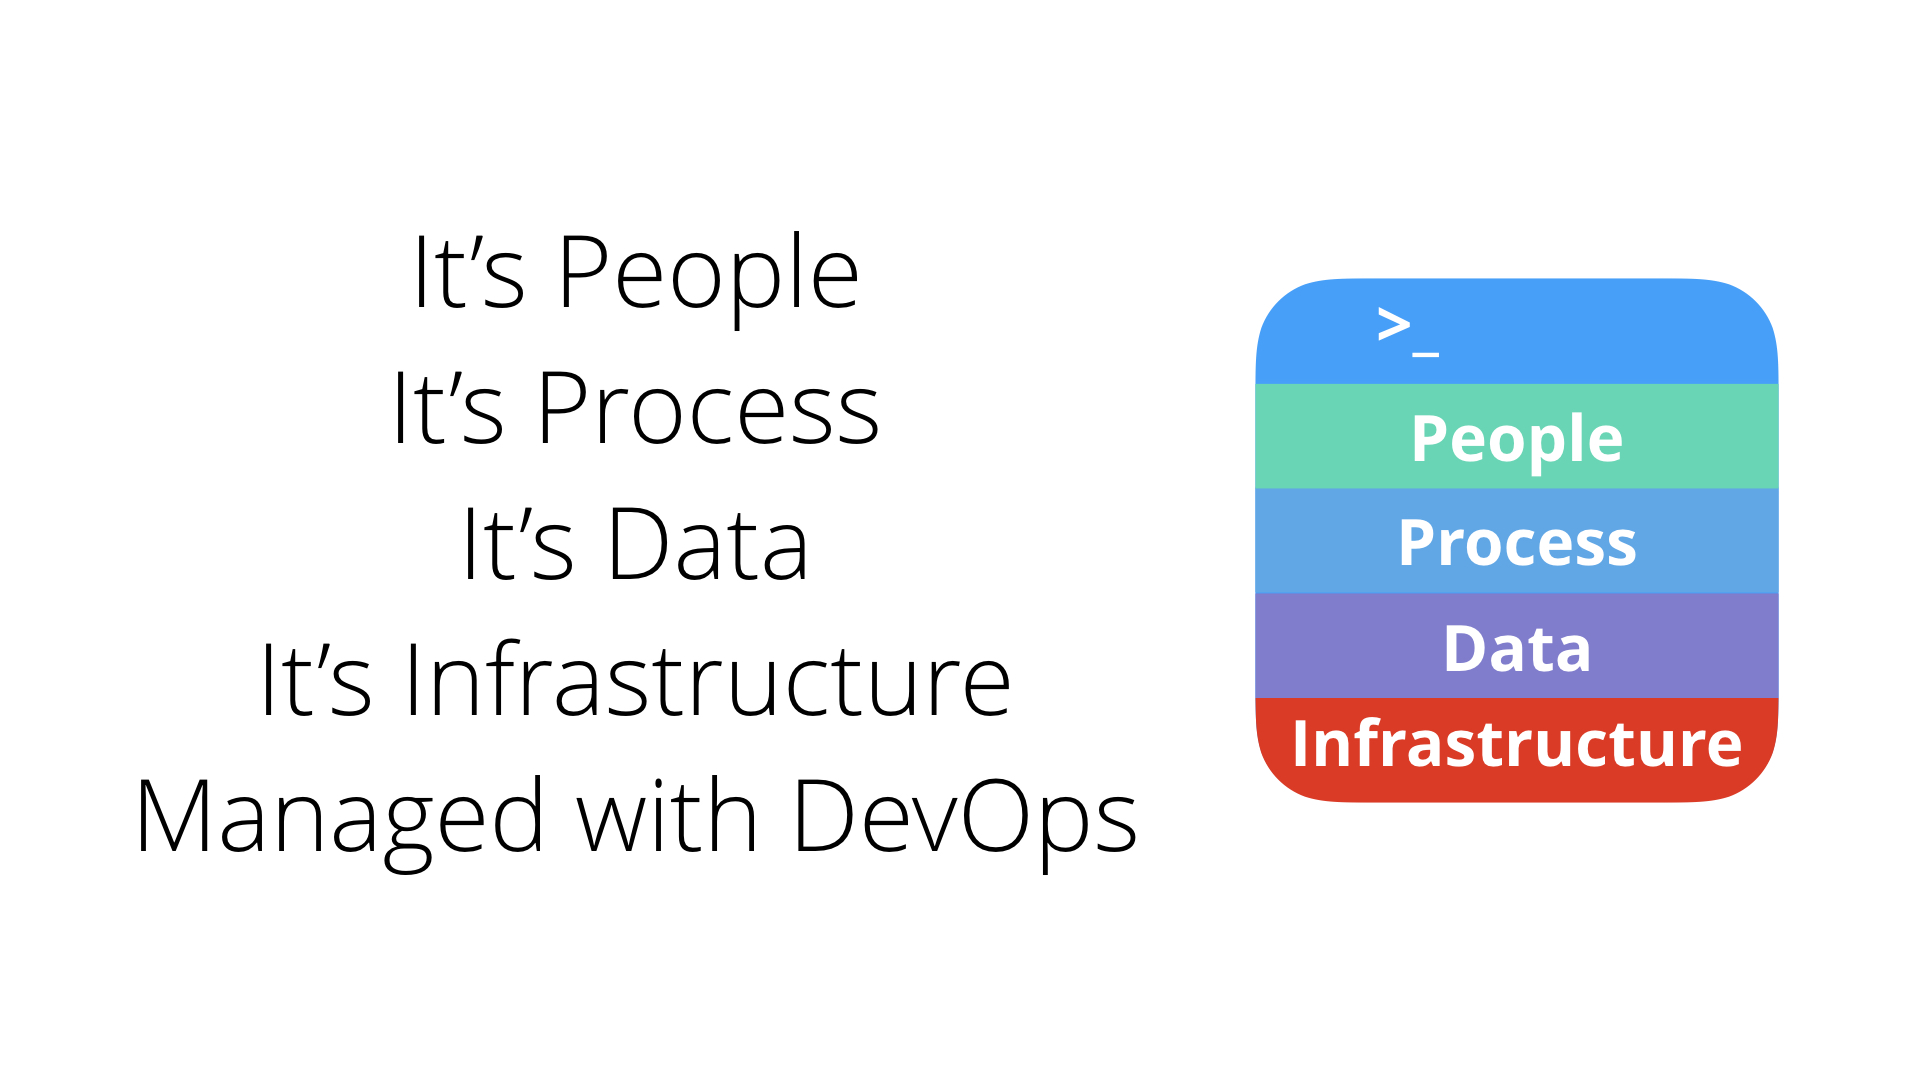 It’s People
It’s Process
It’s Data
It’s Infrastructure
Managed with DevOps
>_
People
Process
Data
Infrastructure